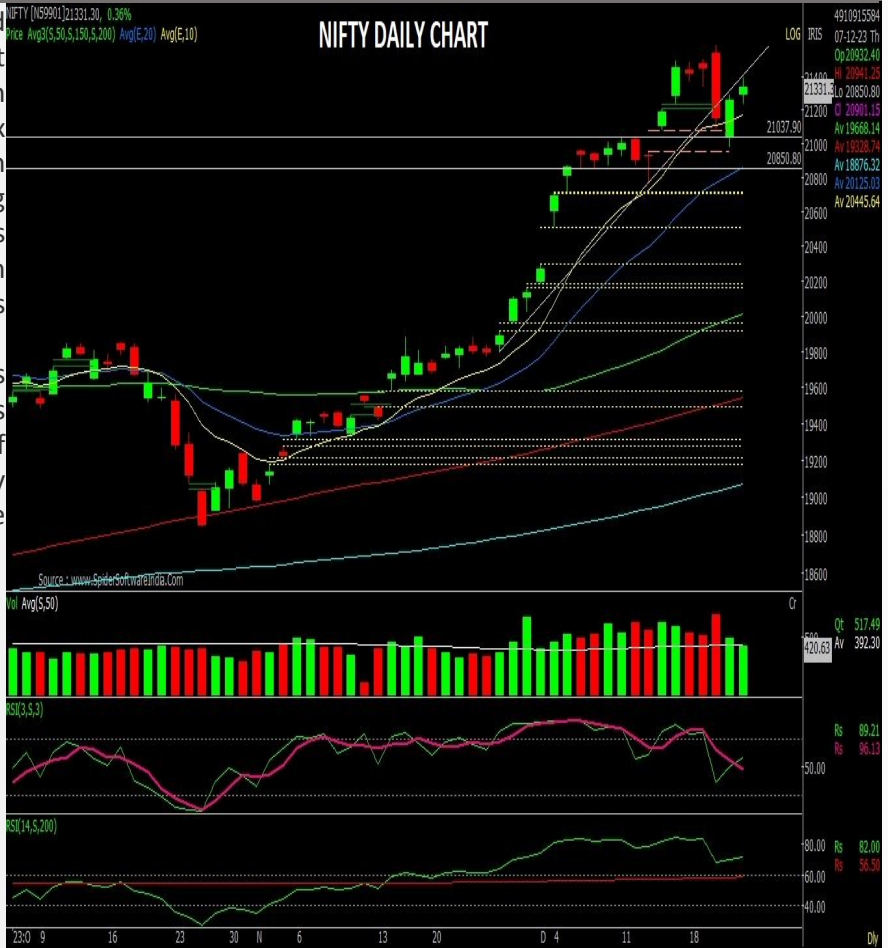 NIFTY [N59901]21331.30, 0.36%
Price Avg3(S,50,S,150,S,200) Avg(E,20) Avg(E,10)
NIFTY DAILY CHART
LOG
IRIS
4910915584
07-12-23 Th
Op 20932.40
Hi 20941.25
Lo 20850.80
Cl 20901.15
Av 19668.14
Av 19328.74
Av 18876.32
Av 20125.03
Av 20445.64
21400
21331.3
21200
21037.90
21000
20850.80
20800
20600
20400
20200
20000
19800
19600
19400
19200
19000
18800
18600
Source : www.SpiderSoftwareIndia.Com
Vol Avg(S,50)
Cr
500
420.63
Qt 517.49
Av 392.30
RSI(3,S,3)
50.00
Rs 89.21
Rs 96.13
RSI(14,S,200)
80.00
60.00
40.00
Rs 82.00
Rs 56.50
23:O 9 16 23 30 N 6 13 20 D 4 11 18
Dly